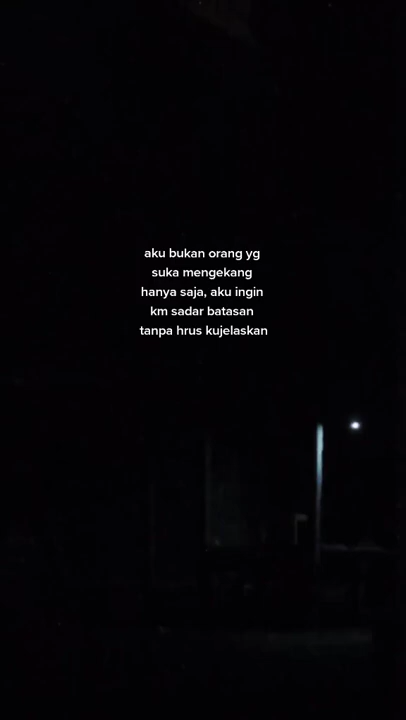 aku bukan orang yg
suka mengekang
hanya saja, aku ingin
km sadar batasan
tanpa hrus kujelaskan